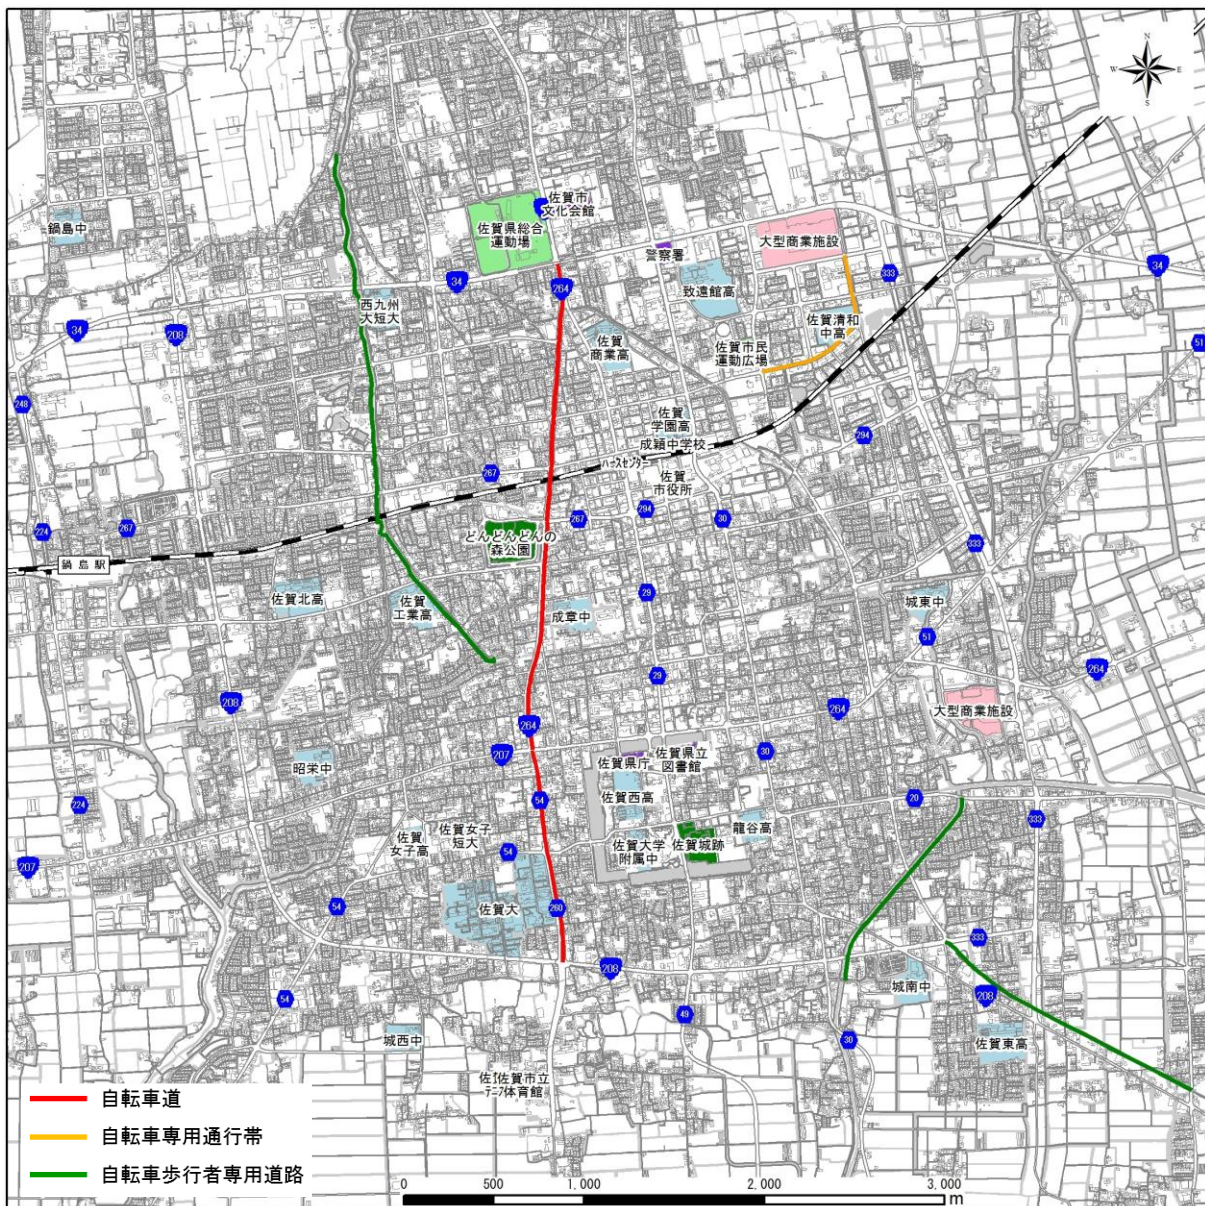 N
W E
S
佐賀市
文化会館
鍋島中
佐賀県総合
運動場
大型商業施設
警察署
34
333
34
264
致遠館高
西九州
大短大
34
208
佐賀清和
中高
佐賀
商業高
佐賀市民
運動広場
51
248
佐賀
学園高
294
成穎中学校
バスセンター
267
佐賀
市役所
294
267
30
224
267
どんどんどんの
森公園
333
鍋島駅
29
佐賀北高
佐賀
工業高
成章中
城東中
51
29
264
208
264
264
大型商業施設
207
佐賀県庁
佐賀県立
図書館
30
昭栄中
224
54
佐賀西高
20
333
佐賀
女子高
佐賀女子
短大
龍谷高
54
佐賀大学
附属中
佐賀城跡
207
54
佐賀大
260
333
208
城南中
208
54
49
城西中
30
佐賀東高
佐賀市立
体育館
自転車道
自転車専用通行帯
自転車歩行者専用道路
0 500 1,000 2,000 3,000
m